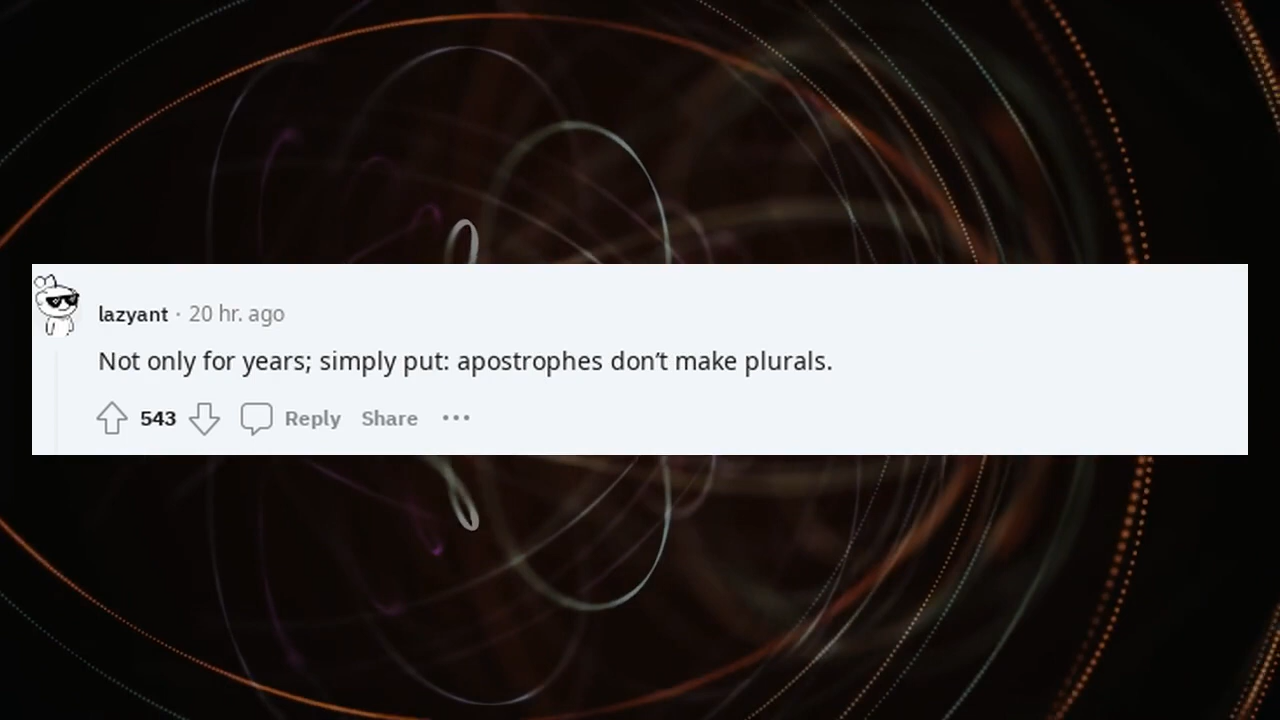 lazyant · 20 hr. ago
Not only for years; simply put: apostrophes don’t make plurals.
543 Reply Share ···